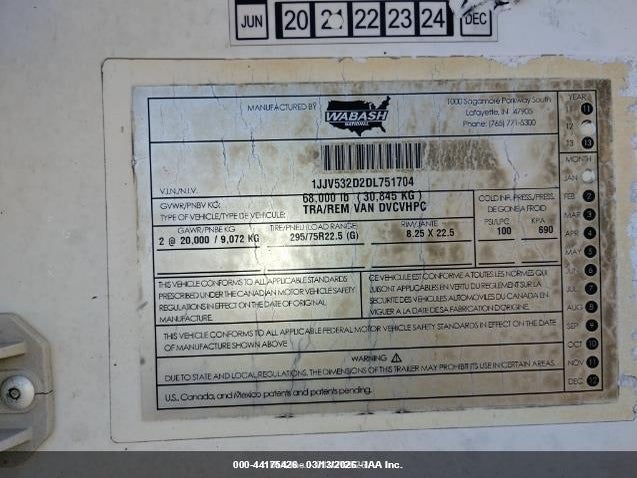 JUN 20 2 22 23 24 DEC
MANUFACTURED BY WABASH NATIONAL
1000 Sagamore Parkway South
Lafayette, IN 47905
Phone: (765) 771-5300
YEAR
11
12
13
MONTH
JAN
FEB 2
MAR 3
APR 4
5
JUN 6
JUL 7
AUG 8
SEP 9
OCT 10
NOV 11
DEC 12
1JJV532D2DL751704
V.I.N./N.I.V.
68,000 lb (30,845 KG)
GVWR/PNBV KG:
TRA/REM VAN DVCVHPC
TYPE OF VEHICLE/TYPE DE VEHICULE:
COLD INF. PRESS./PRESS. DE GONF. A FROID
GAWR/PNBE KG TIRE/PNEU (LOAD RANGE) RIM/JANTE PSI/LPC KPA
2 @ 20,000 / 9,072 KG 295/75R22.5 (G) 8.25 X 22.5 100 690
THIS VEHICLE CONFORMS TO ALL APPLICABLE STANDARDS
PRESCRIBED UNDER THE CANADIAN MOTOR VEHICLE SAFETY
REGULATIONS IN EFFECT ON THE DATE OF ORIGINAL
MANUFACTURE.
CE VEHICULE CONFORME A TOUTES LES NORMES QUI
LUI SONT APPLICABLES EN VERTU DU REGLEMENT SUR LA
SECURITE DES VEHICULES AUTOMOBILES DU CANADA EN
VIGUER A LA DATE DE SA FABRICATION D'ORIGINE.
THIS VEHICLE CONFORMS TO ALL APPLICABLE FEDERAL MOTOR VEHICLE SAFETY STANDARDS IN EFFECT ON THE DATE
OF MANUFACTURE SHOWN ABOVE
WARNING
DUE TO STATE AND LOCAL REGULATIONS, THE DIMENSIONS OF THIS TRAILER MAY PROHIBIT ITS USE IN CERTAIN AREAS.
U.S., Canada, and Mexico patents and patents pending.
000-44175426 03/13/2026 IAA Inc.